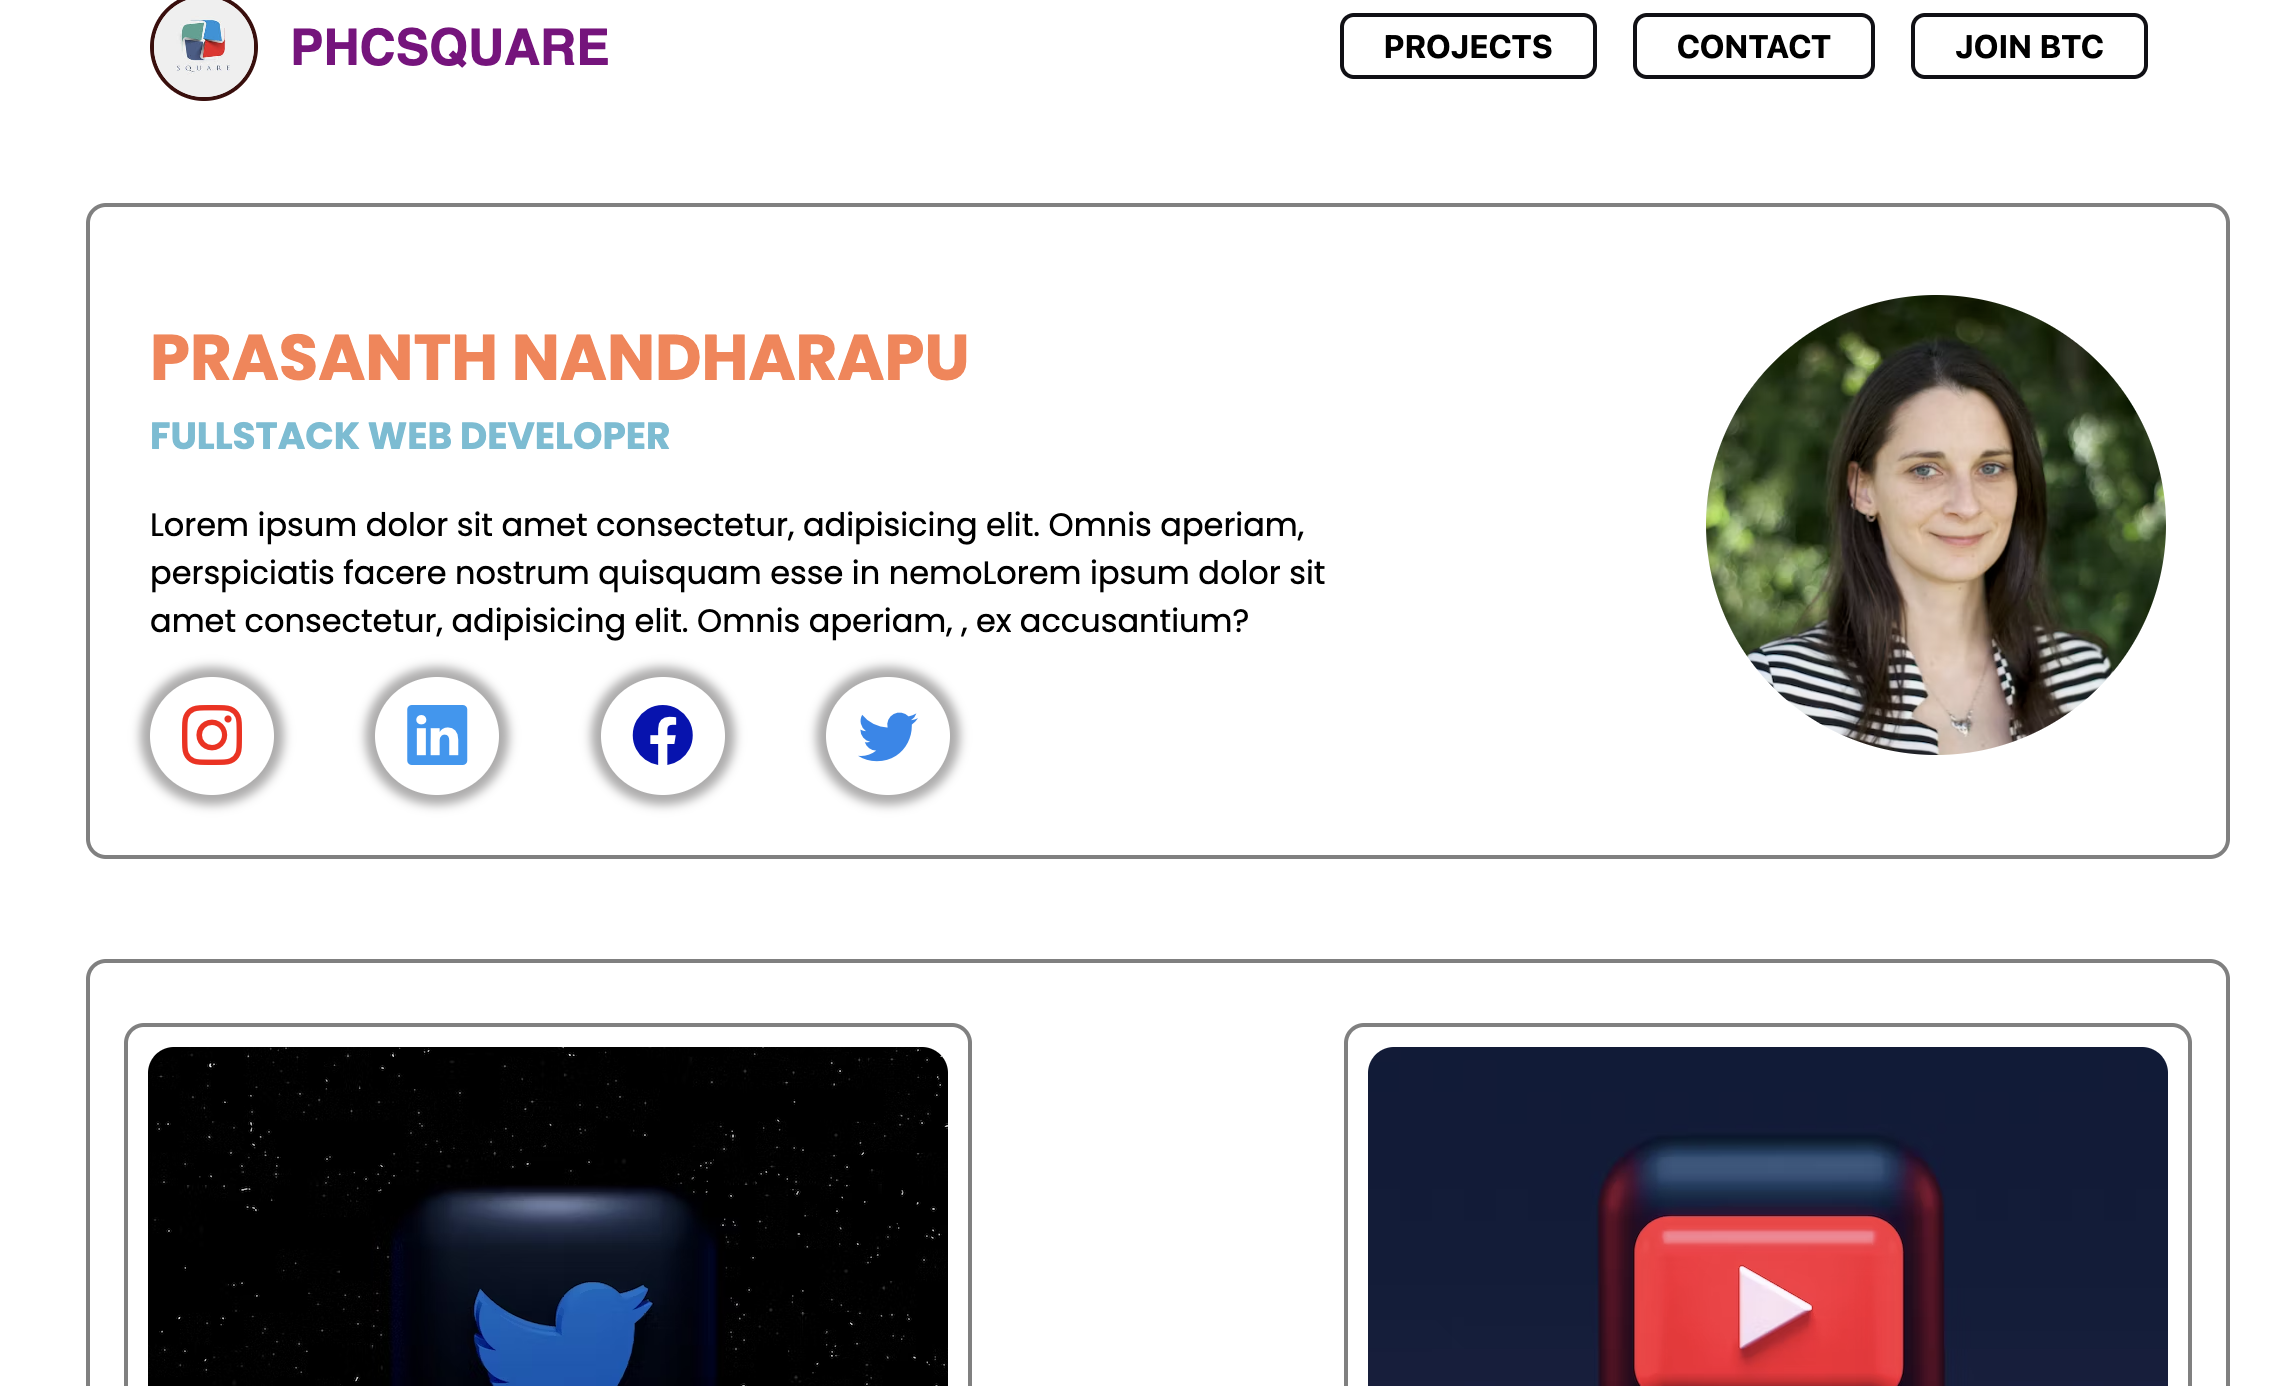 SQUARE
PHCSQUARE
PROJECTS
CONTACT
JOIN BTC
PRASANTH NANDHARAPU
FULLSTACK WEB DEVELOPER
Lorem ipsum dolor sit amet consectetur, adipisicing elit. Omnis aperiam,
perspiciatis facere nostrum quisquam esse in nemoLorem ipsum dolor sit
amet consectetur, adipisicing elit. Omnis aperiam, , ex accusantium?
in